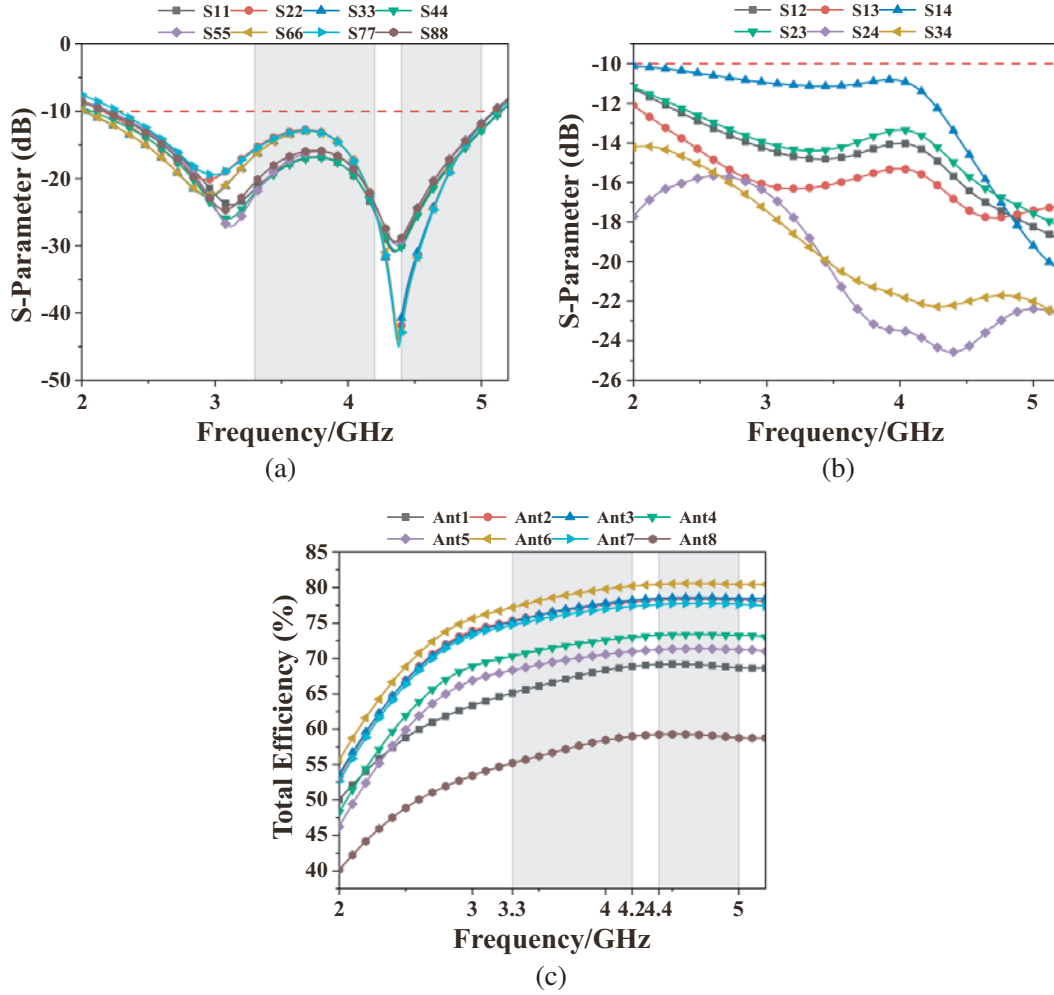 S11 S22 S33 S44
S55 S66 S77 S88
0
-10
-20
-30
-40
-50
S-Parameter (dB)
2 3 4 5
Frequency/GHz
(a)
S12 S13 S14
S23 S24 S34
-10
-12
-14
-16
-18
-20
-22
-24
-26
S-Parameter (dB)
2 3 4 5
Frequency/GHz
(b)
Ant1 Ant2 Ant3 Ant4
Ant5 Ant6 Ant7 Ant8
85
80
75
70
65
60
55
50
45
40
Total Efficiency (%)
2 3 3.3 4 4.2 4.4 5
Frequency/GHz
(c)